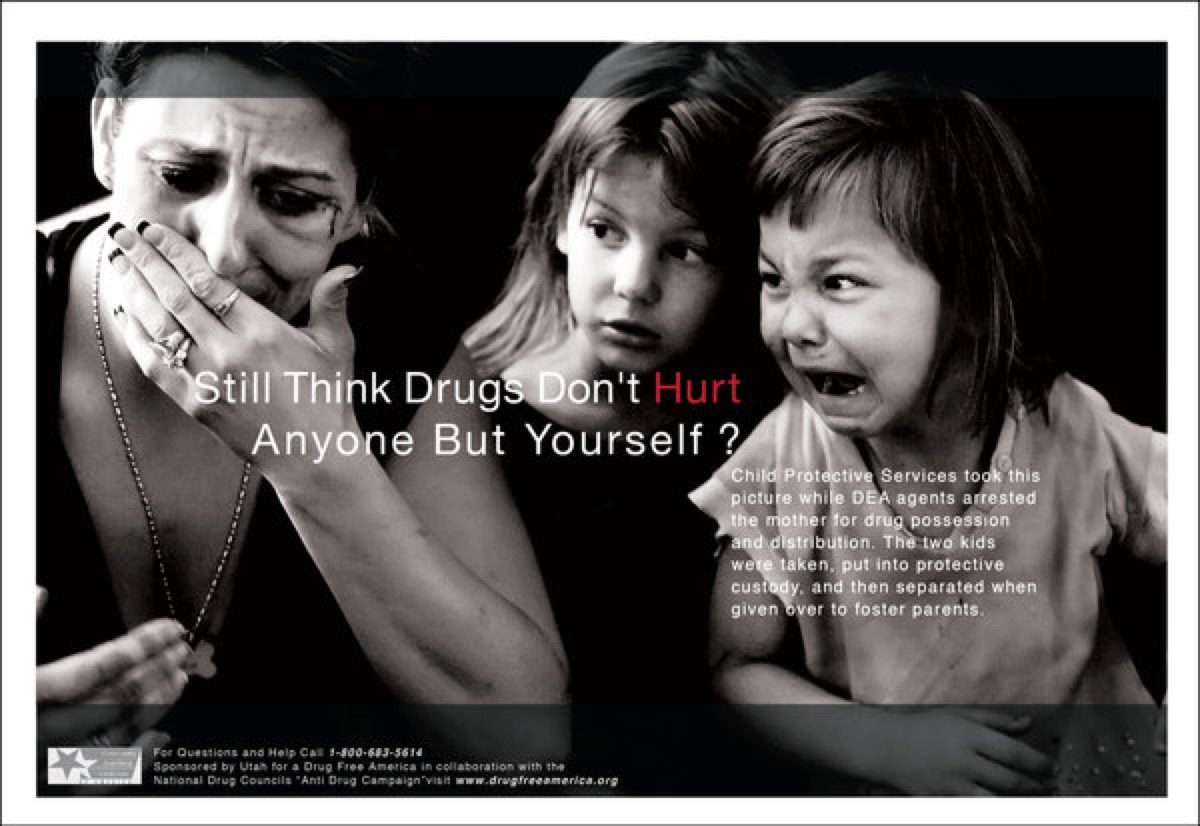 Still Think Drugs Don't Hurt
Anyone But Yourself ?
Child Protective Services took this
picture while DEA agents arrested
the mother for drug possession
and distribution. The two kids
were taken, put into protective
custody, and then separated when
given over to foster parents.
For Questions and Help Call 1-800-683-5614
Sponsored by Utah for a Drug Free America in collaboration with the
National Drug Councils "Anti Drug Campaign"visit www.drugfreeamerica.org